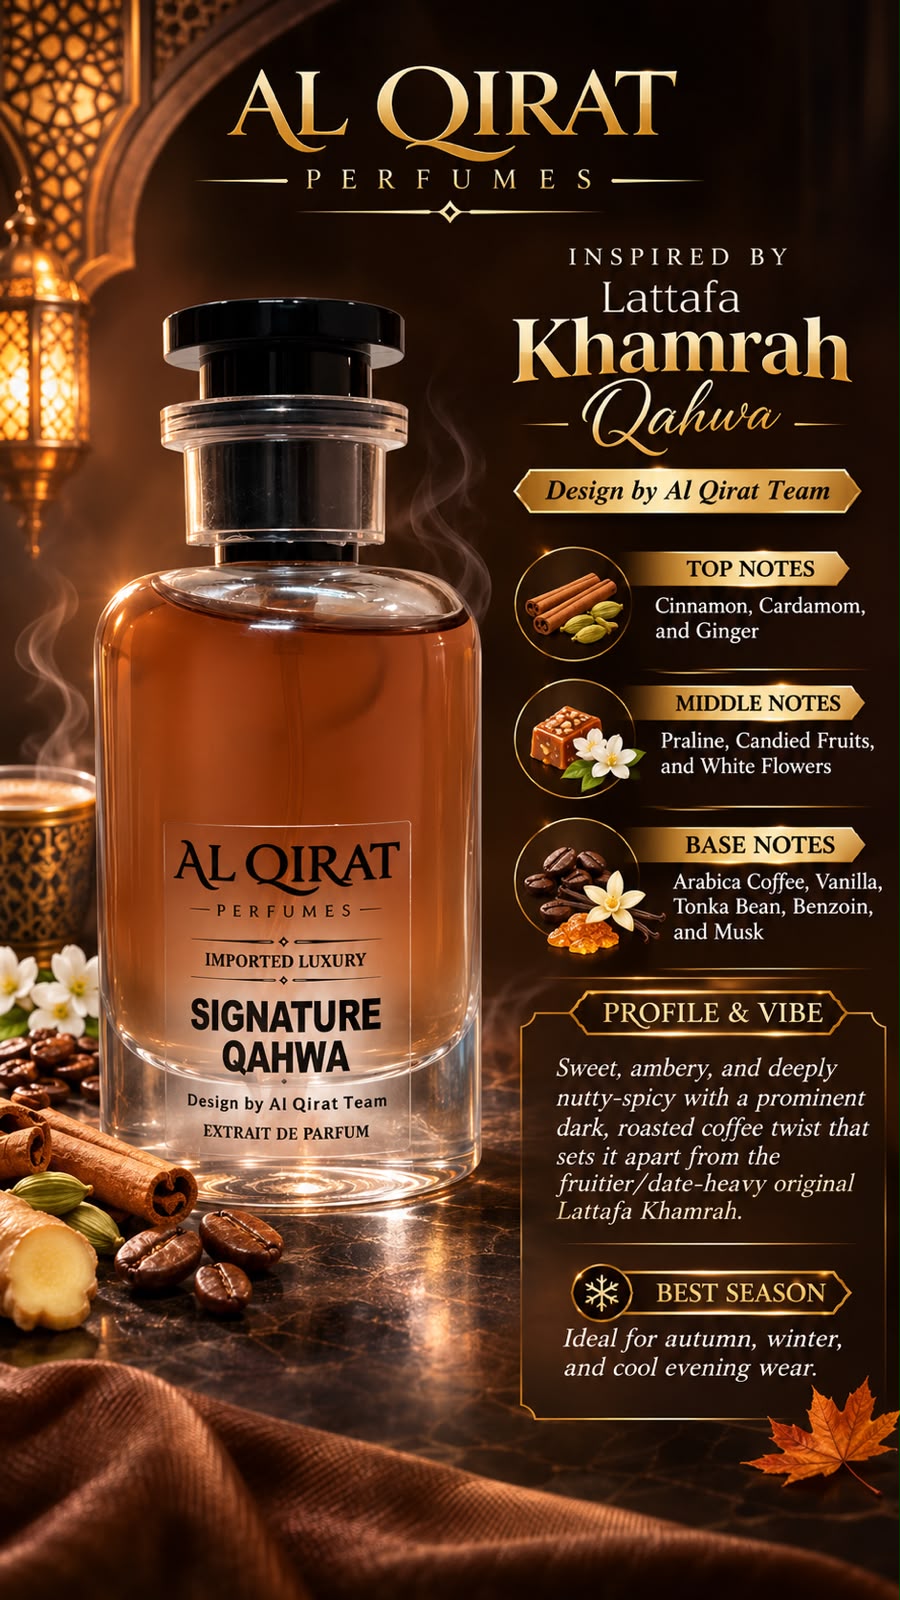 AL QIRAT
PERFUMES
INSPIRED BY
Lattafa
Khamrah
Qahwa
Design by Al Qirat Team
TOP NOTES
Cinnamon, Cardamom,
and Ginger
MIDDLE NOTES
Praline, Candied Fruits,
and White Flowers
BASE NOTES
Arabica Coffee, Vanilla,
Tonka Bean, Benzoin,
and Musk
PROFILE & VIBE
Sweet, ambery, and deeply
nutty-spicy with a prominent
dark, roasted coffee twist that
sets it apart from the
fruitier/date-heavy original
Lattafa Khamrah.
BEST SEASON
Ideal for autumn, winter,
and cool evening wear.
AL QIRAT
PERFUMES
IMPORTED LUXURY
SIGNATURE
QAHWA
Design by Al Qirat Team
EXTRAIT DE PARFUM